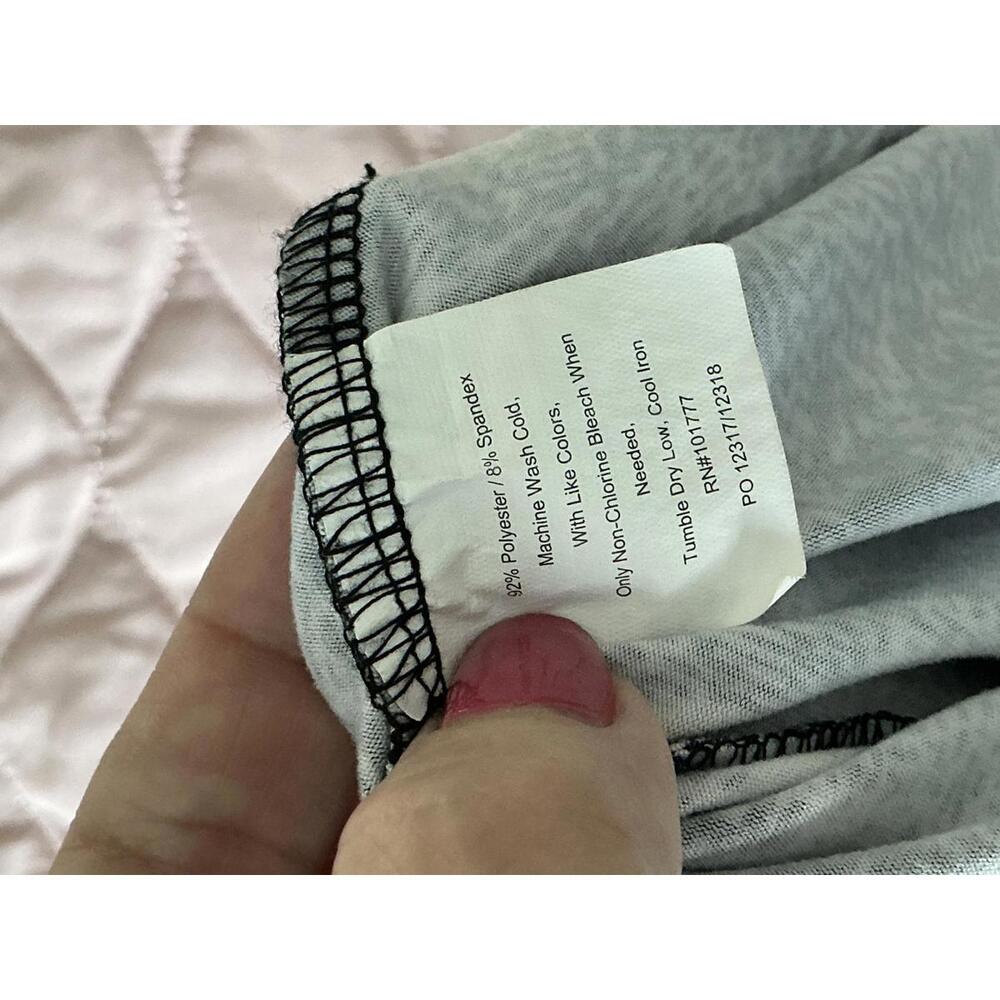 92% Polyester / 8% Spandex
Machine Wash Cold,
With Like Colors,
Only Non-Chlorine Bleach When
Needed,
Tumble Dry Low, Cool Iron
RN#101777
PO 12317/12318